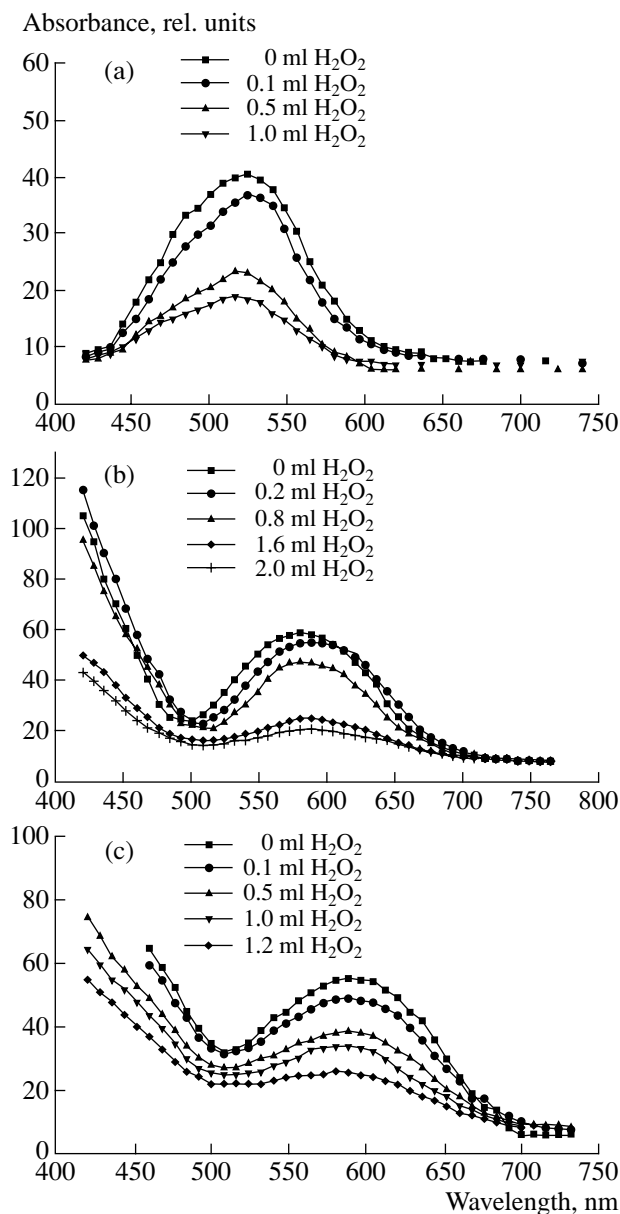 Absorbance, rel. units
(a)
0 ml H₂O₂
0.1 ml H₂O₂
0.5 ml H₂O₂
1.0 ml H₂O₂
60
50
40
30
20
10
0
400 450 500 550 600 650 700 750
(b)
0 ml H₂O₂
0.2 ml H₂O₂
0.8 ml H₂O₂
1.6 ml H₂O₂
2.0 ml H₂O₂
120
100
80
60
40
20
0
400 450 500 550 600 650 700 750 800
(c)
0 ml H₂O₂
0.1 ml H₂O₂
0.5 ml H₂O₂
1.0 ml H₂O₂
1.2 ml H₂O₂
100
80
60
40
20
0
400 450 500 550 600 650 700 750
Wavelength, nm